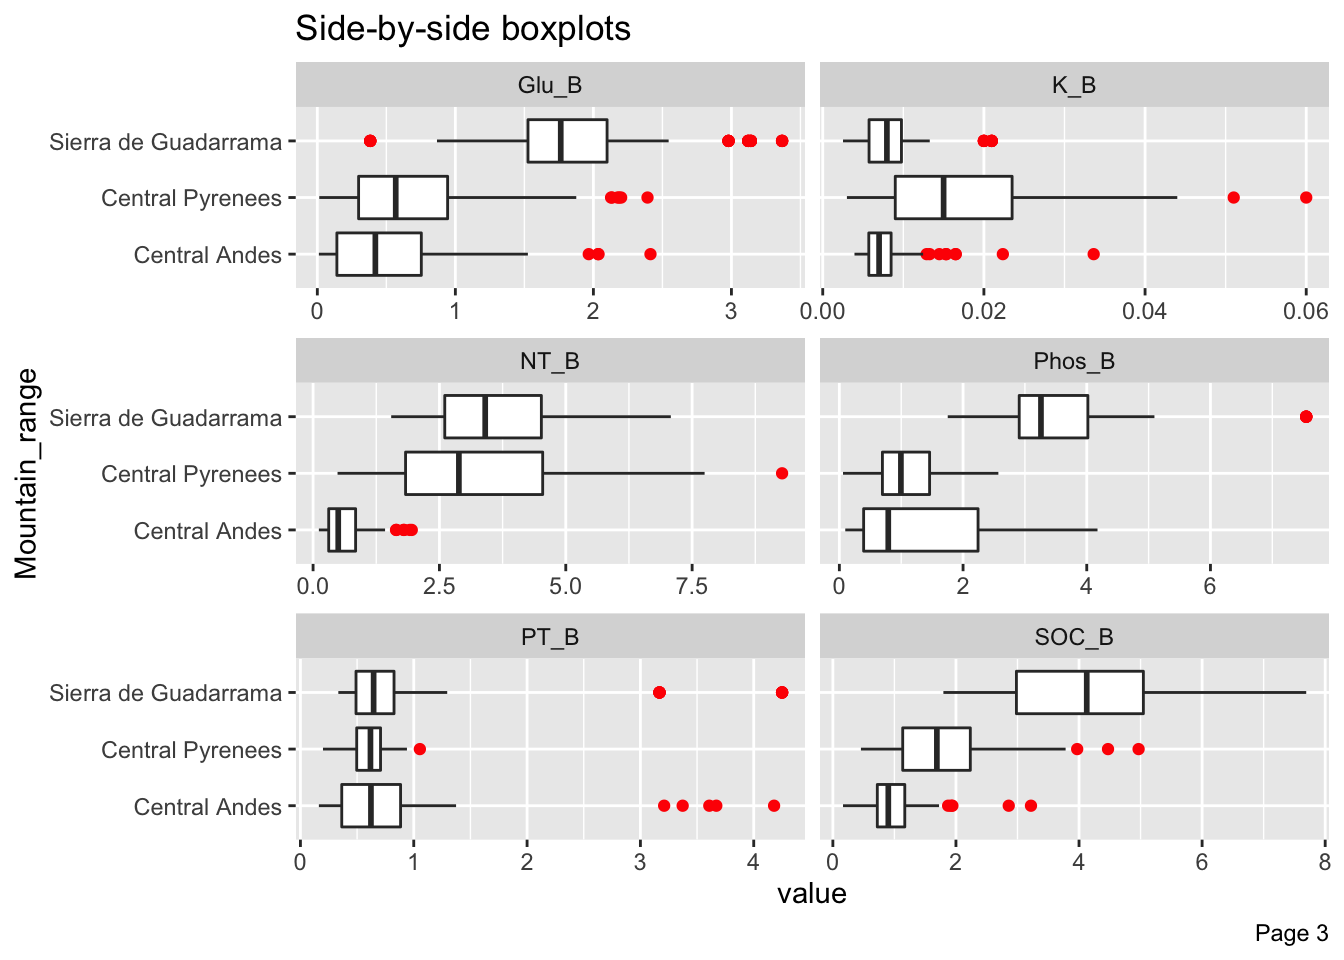 Side-by-side boxplots
Glu_B
K_B
Sierra de Guadarrama
Central Pyrenees
Central Andes
0 1 2 3
0.00 0.02 0.04 0.06
NT_B
Phos_B
Sierra de Guadarrama
Central Pyrenees
Central Andes
0.0 2.5 5.0 7.5
0 2 4 6
PT_B
SOC_B
Sierra de Guadarrama
Central Pyrenees
Central Andes
0 1 2 3 4
0 2 4 6 8
Mountain_range
value
Page 3